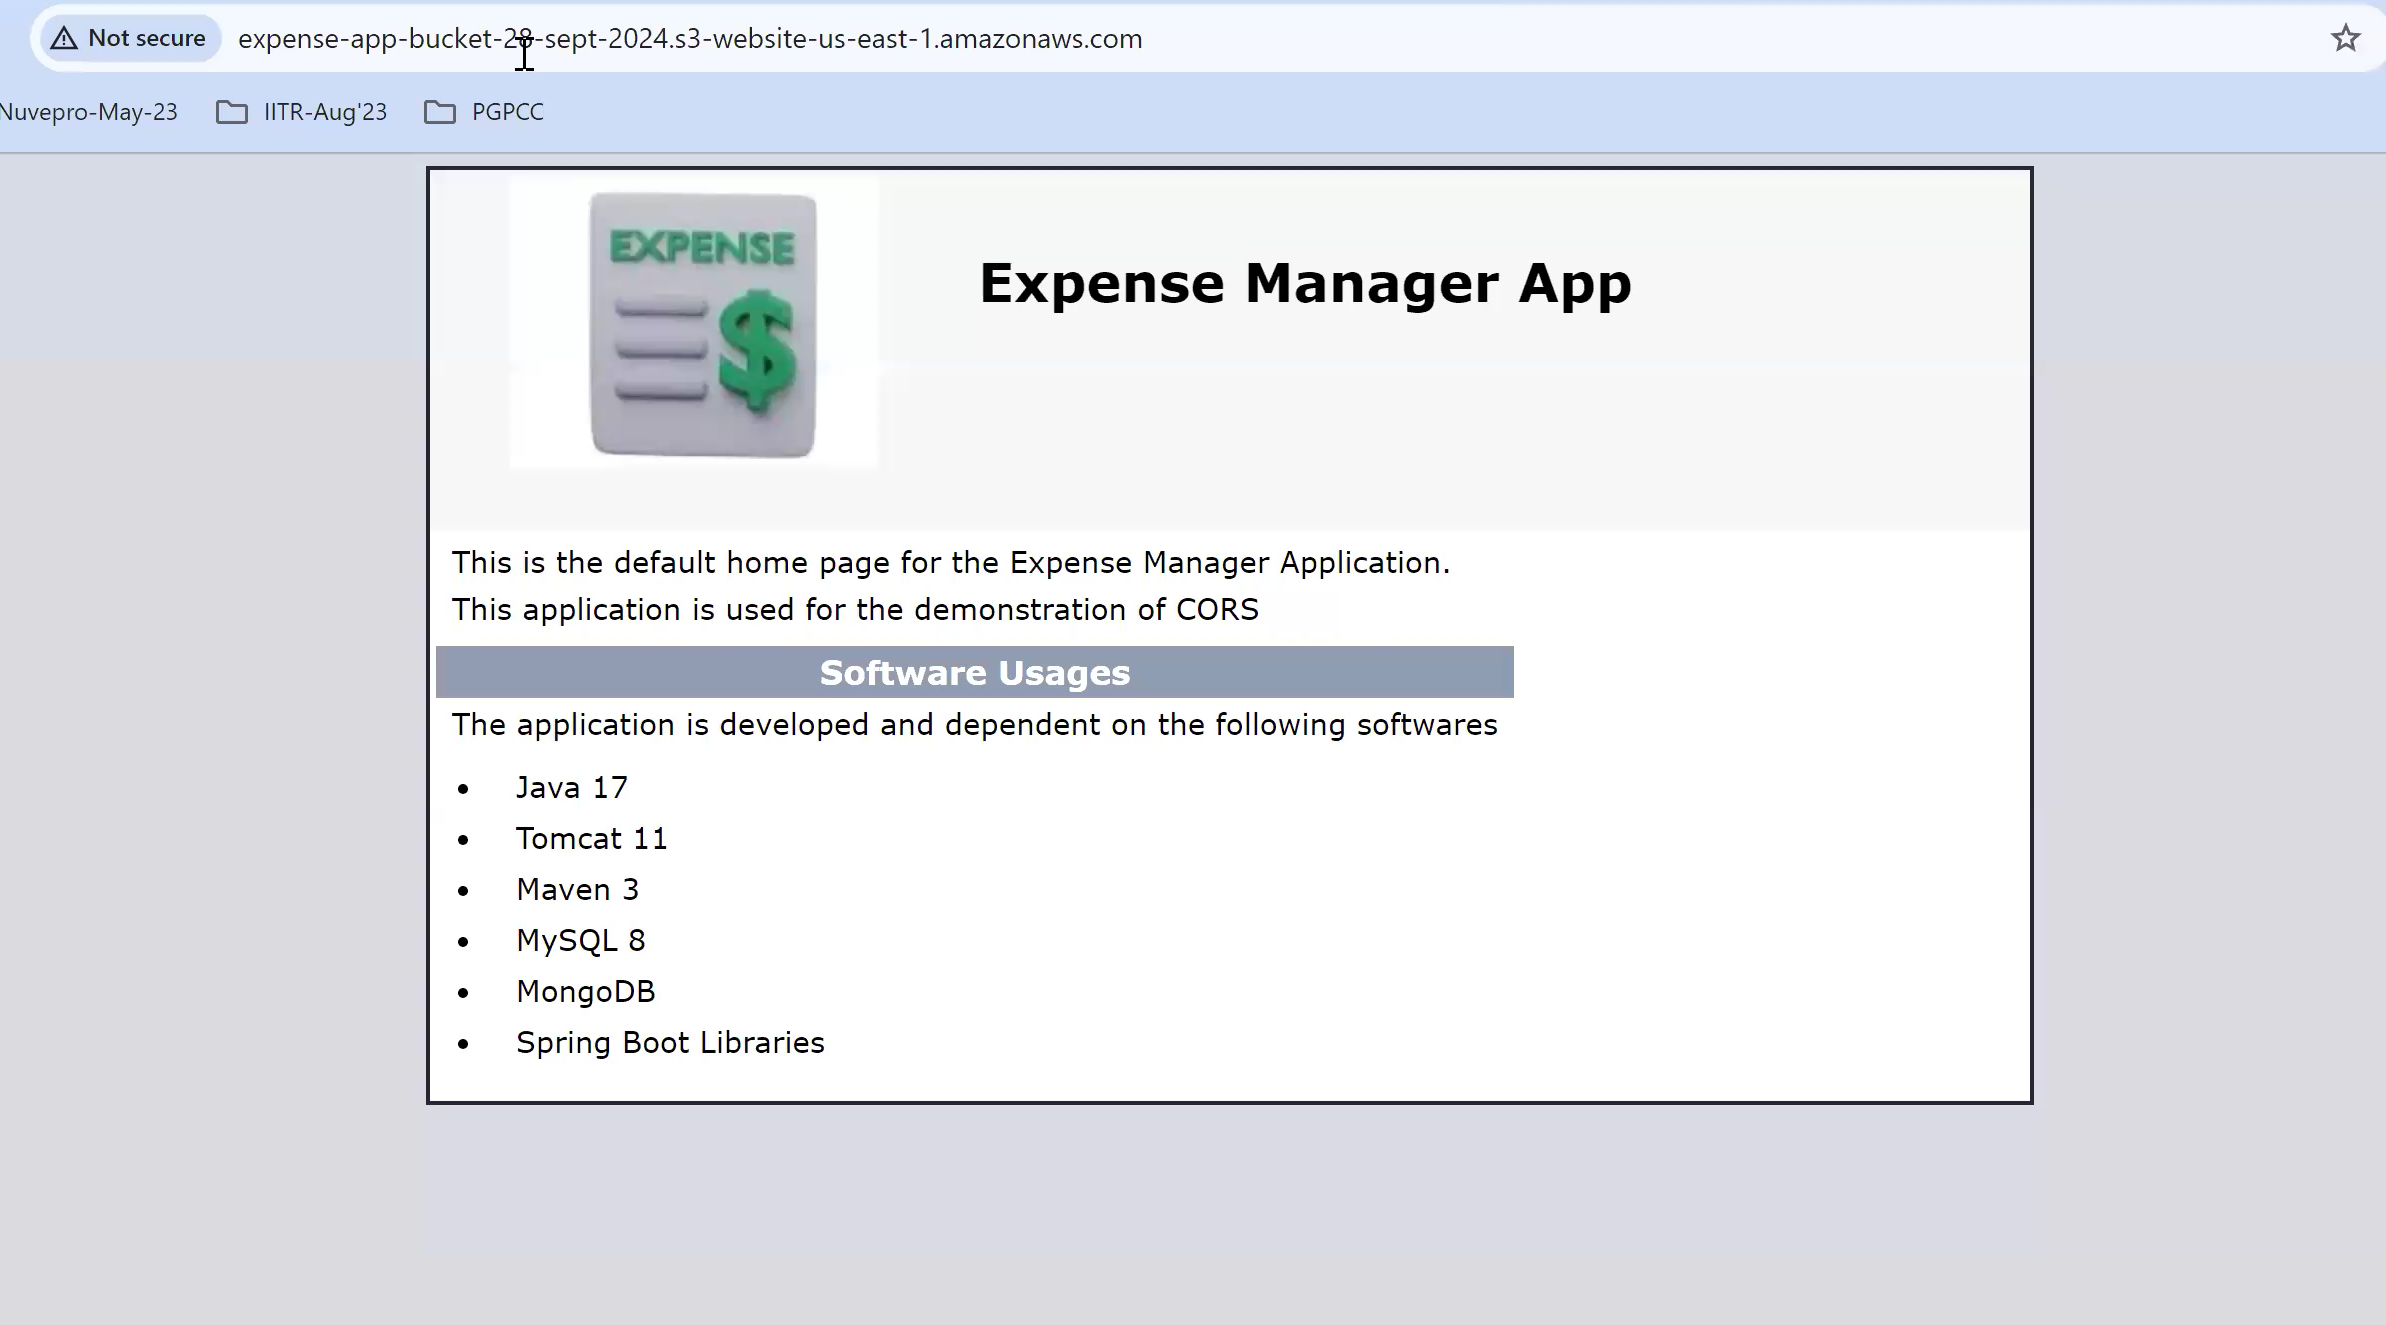 Not secure expense-app-bucket-28-sept-2024.s3-website-us-east-1.amazonaws.com
Nuvepro-May-23 IITR-Aug'23 PGPCC
EXPENSE
$
Expense Manager App
This is the default home page for the Expense Manager Application.
This application is used for the demonstration of CORS
Software Usages
The application is developed and dependent on the following softwares
• Java 17
• Tomcat 11
• Maven 3
• MySQL 8
• MongoDB
• Spring Boot Libraries